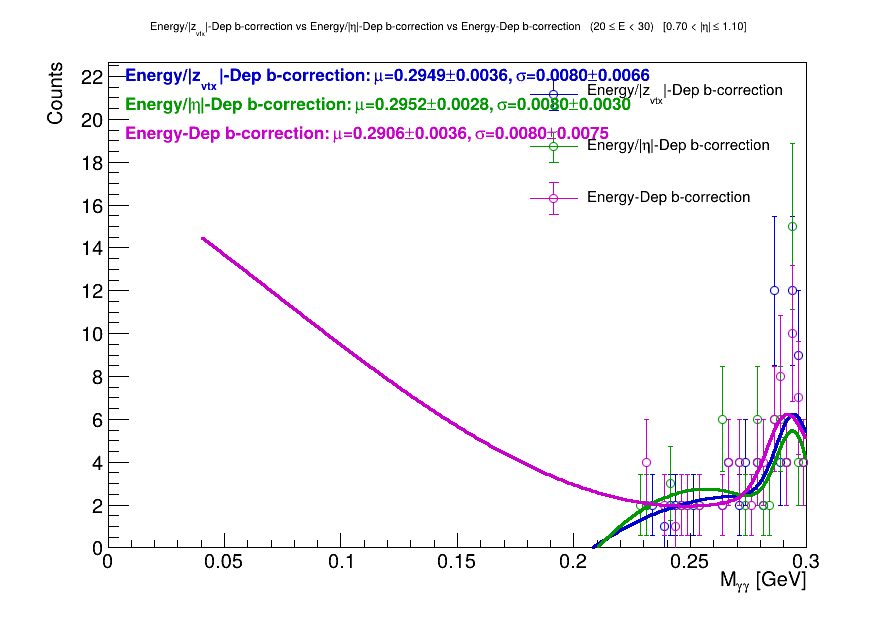 Energy/|z_vtx|-Dep b-correction vs Energy/|η|-Dep b-correction vs Energy-Dep b-correction (20 ≤ E < 30) [0.70 < |η| ≤ 1.10]
Counts
Energy/|z_vtx|-Dep b-correction: μ=0.2949±0.0036, σ=0.0080±0.0066
Energy/|η|-Dep b-correction: μ=0.2952±0.0028, σ=0.0080±0.0030
Energy-Dep b-correction: μ=0.2906±0.0036, σ=0.0080±0.0075
Energy/|z_vtx|-Dep b-correction
Energy/|η|-Dep b-correction
Energy-Dep b-correction
22
20
18
16
14
12
10
8
6
4
2
0
0 0.05 0.1 0.15 0.2 0.25 0.3
M_γγ [GeV]